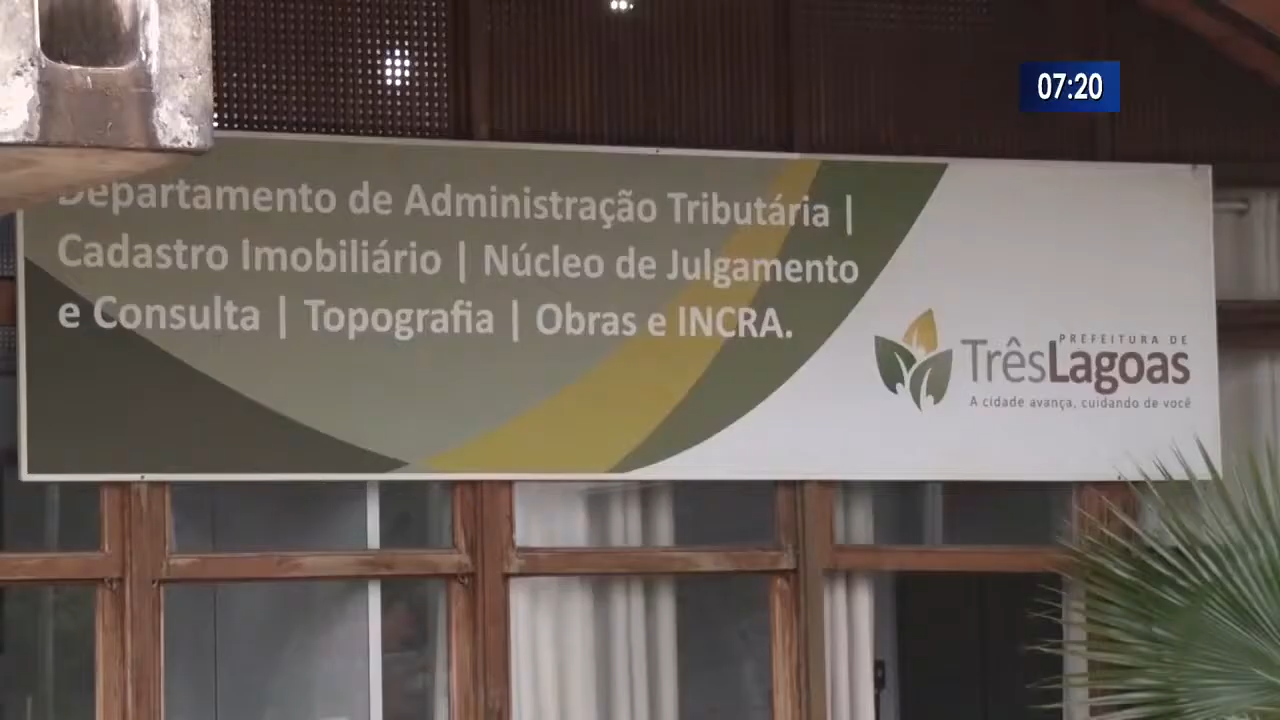 07:20
Departamento de Administração Tributária |
Cadastro Imobiliário | Núcleo de Julgamento
e Consulta | Topografia | Obras e INCRA.
PREFEITURA DE
TrêsLagoas
A cidade avança, cuidando de você